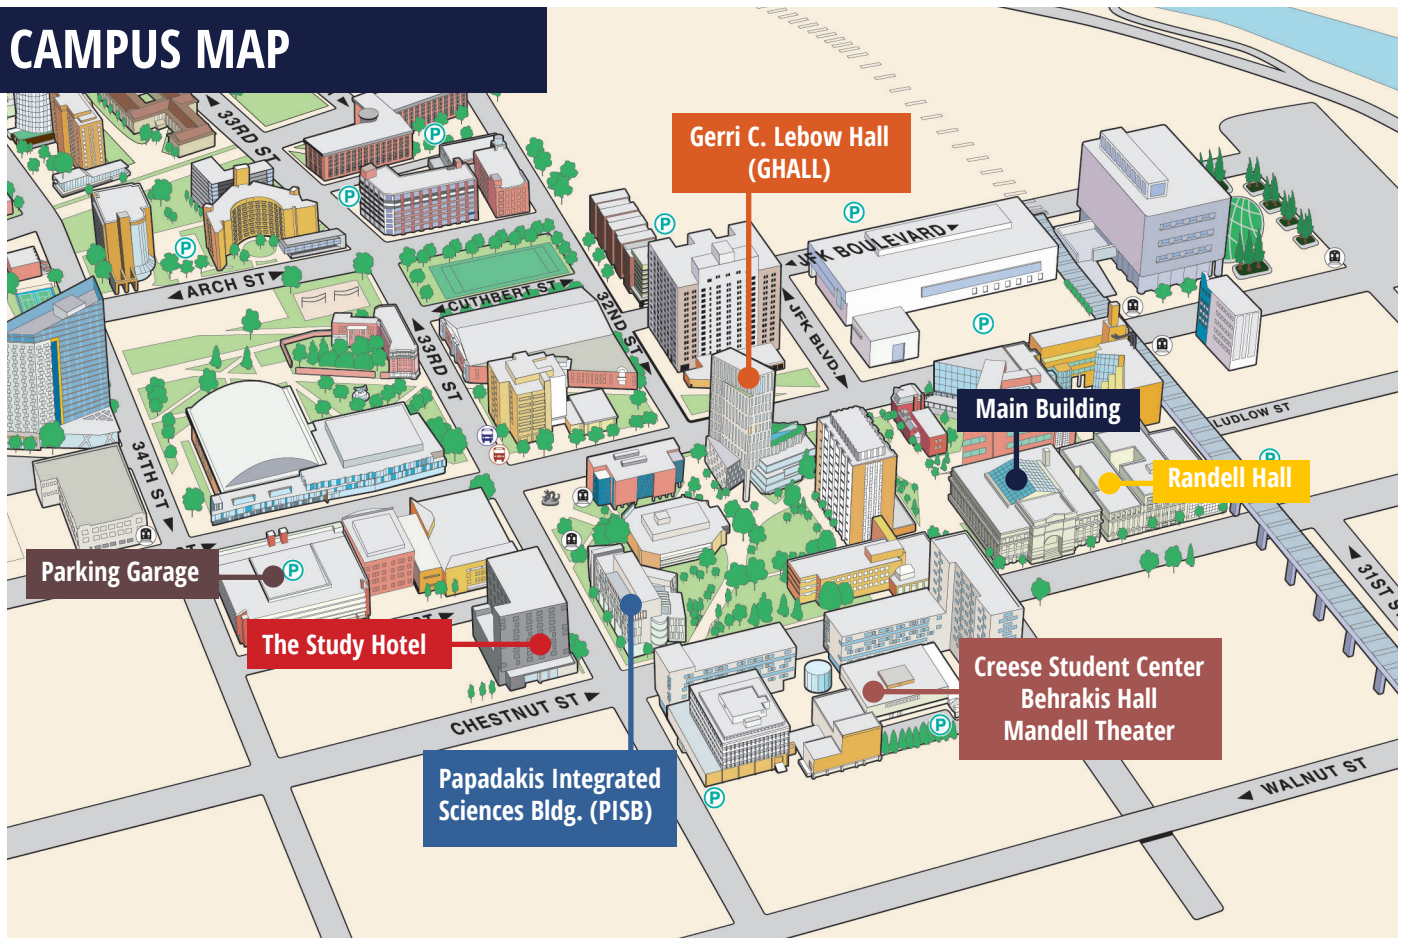 CAMPUS MAP
33RD ST
P
Gerri C. Lebow Hall
(GHALL)
P
P
P
JFK BOULEVARD
P
ARCH ST
CUTHBERT ST
32ND ST
JFK BLVD.
P
33RD ST
Main Building
LUDLOW ST
34TH ST
P
Randell Hall
ST
Parking Garage
P
31ST S
ST
The Study Hotel
Creese Student Center
Behrakis Hall
Mandell Theater
CHESTNUT ST
P
Papadakis Integrated
Sciences Bldg. (PISB)
P
WALNUT ST